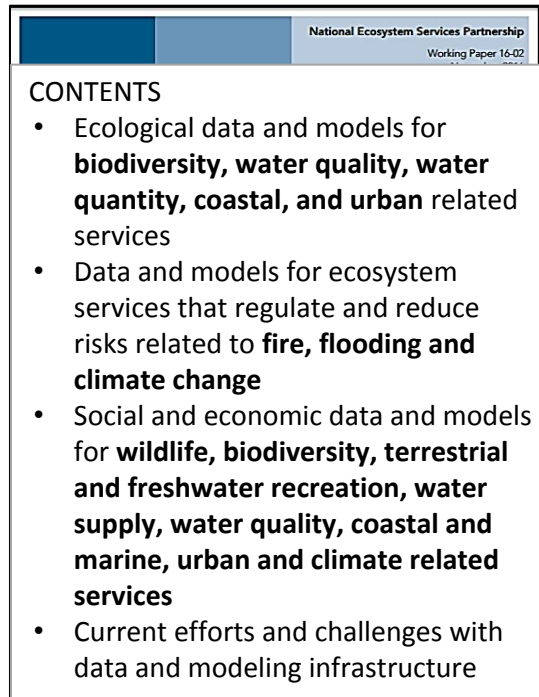 National Ecosystem Services Partnership
Working Paper 16-02
CONTENTS
• Ecological data and models for
biodiversity, water quality, water
quantity, coastal, and urban related
services
• Data and models for ecosystem
services that regulate and reduce
risks related to fire, flooding and
climate change
• Social and economic data and models
for wildlife, biodiversity, terrestrial
and freshwater recreation, water
supply, water quality, coastal and
marine, urban and climate related
services
• Current efforts and challenges with
data and modeling infrastructure